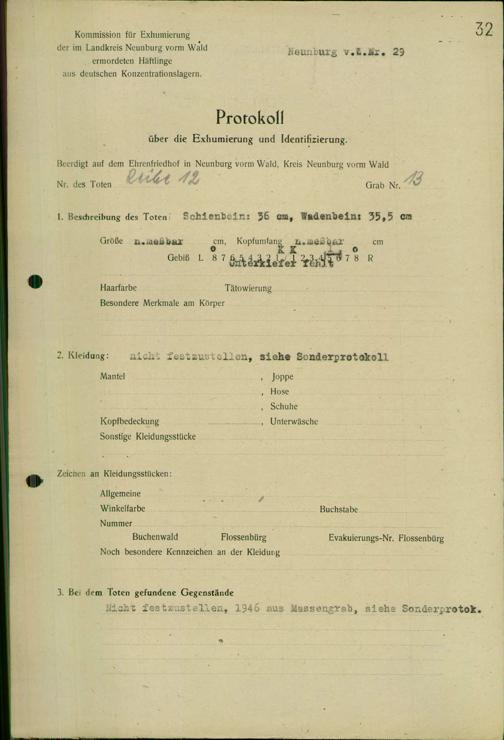 32
Kommission für Exhumierung
der im Landkreis Neunburg vorm Wald
ermordeten Häftlinge
aus deutschen Konzentrationslagern.
Neunburg v.W.Nr. 29
Protokoll
über die Exhumierung und Identifizierung.
Beerdigt auf dem Ehrenfriedhof in Neunburg vorm Wald, Kreis Neunburg vorm Wald
Nr. des Toten Reihe 12 Grab Nr. 13
1. Beschreibung des Toten: Schienbein: 36 cm, Wadenbein: 35,5 cm
Größe n.meßbar cm, Kopfumfang n.meßbar cm
o K K o
Gebiß L 8 7 6 5 4 3 2 1 1 2 3 4 5 6 7 8 R
Unterkiefer fehlt
Haarfarbe Tätowierung
Besondere Merkmale am Körper
2. Kleidung: nicht festzustellen, siehe Sonderprotokoll
Mantel , Joppe
, Hose
, Schuhe
Kopfbedeckung , Unterwäsche
Sonstige Kleidungsstücke
Zeichen an Kleidungsstücken:
Allgemeine
Winkelfarbe Buchstabe
Nummer
Buchenwald Flossenbürg Evakuierungs-Nr. Flossenbürg
Noch besondere Kennzeichen an der Kleidung
3. Bei dem Toten gefundene Gegenstände
Nicht festzustellen, 1946 aus Massengrab, siehe Sonderprotok.